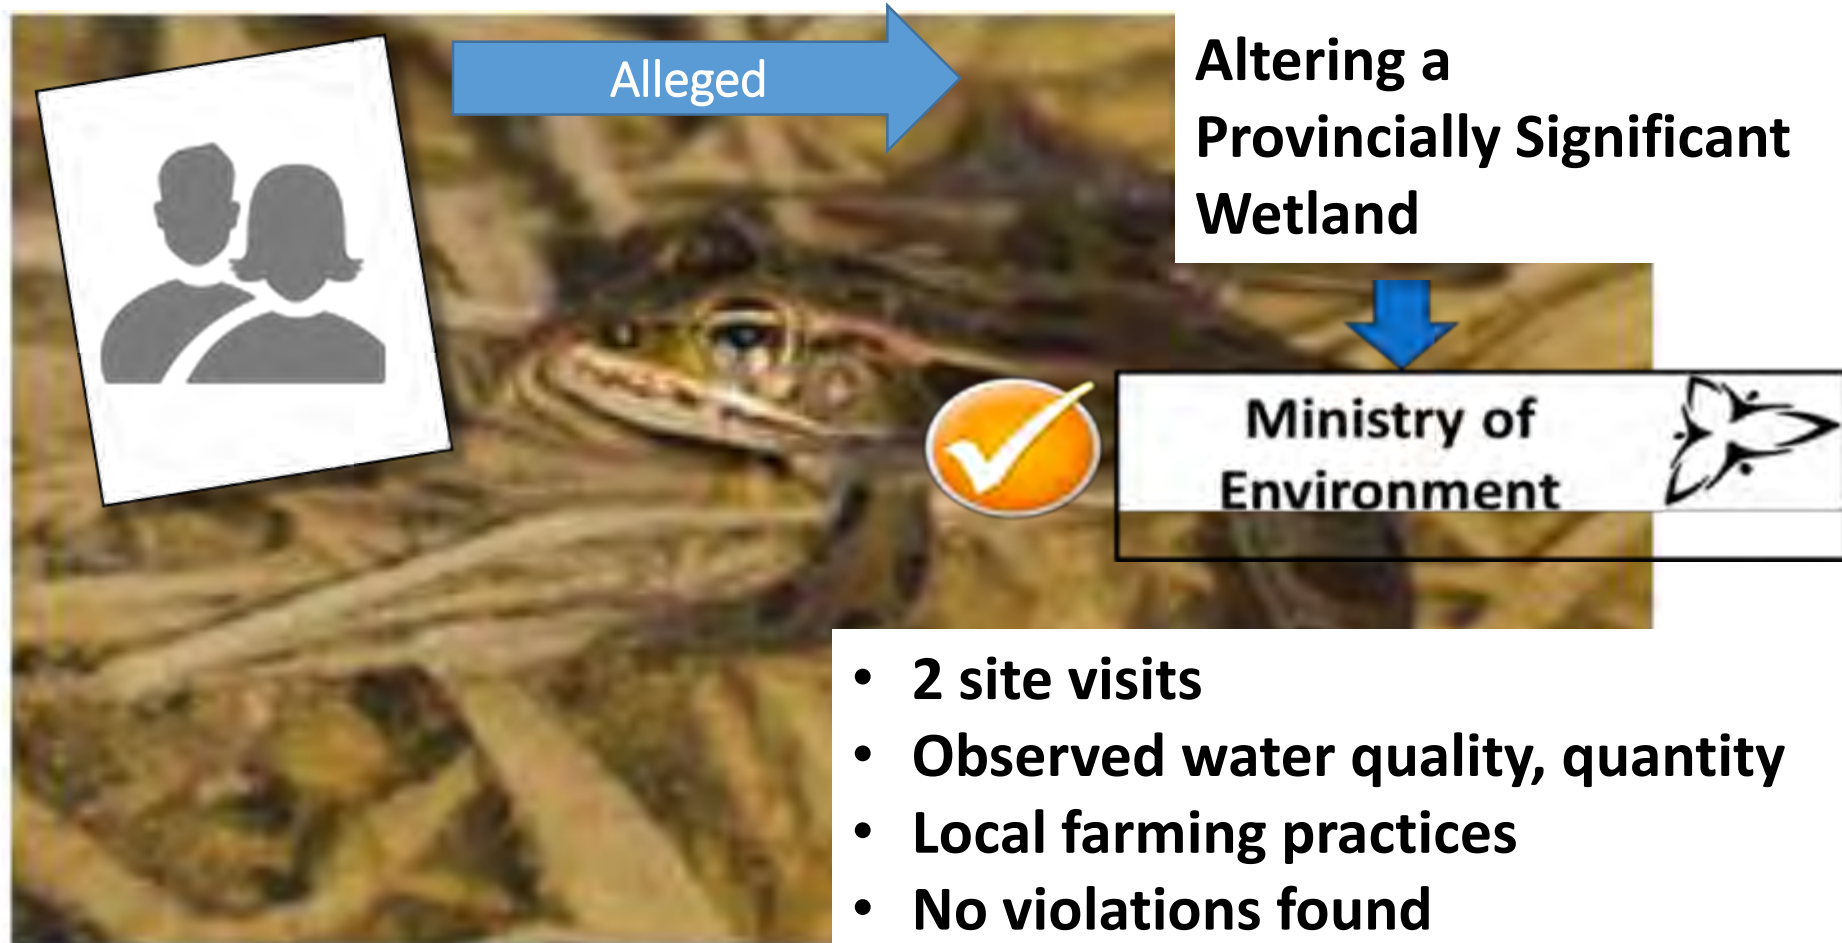 Alleged
Altering a
Provincially Significant
Wetland
Ministry of
Environment
• 2 site visits
• Observed water quality, quantity
• Local farming practices
• No violations found